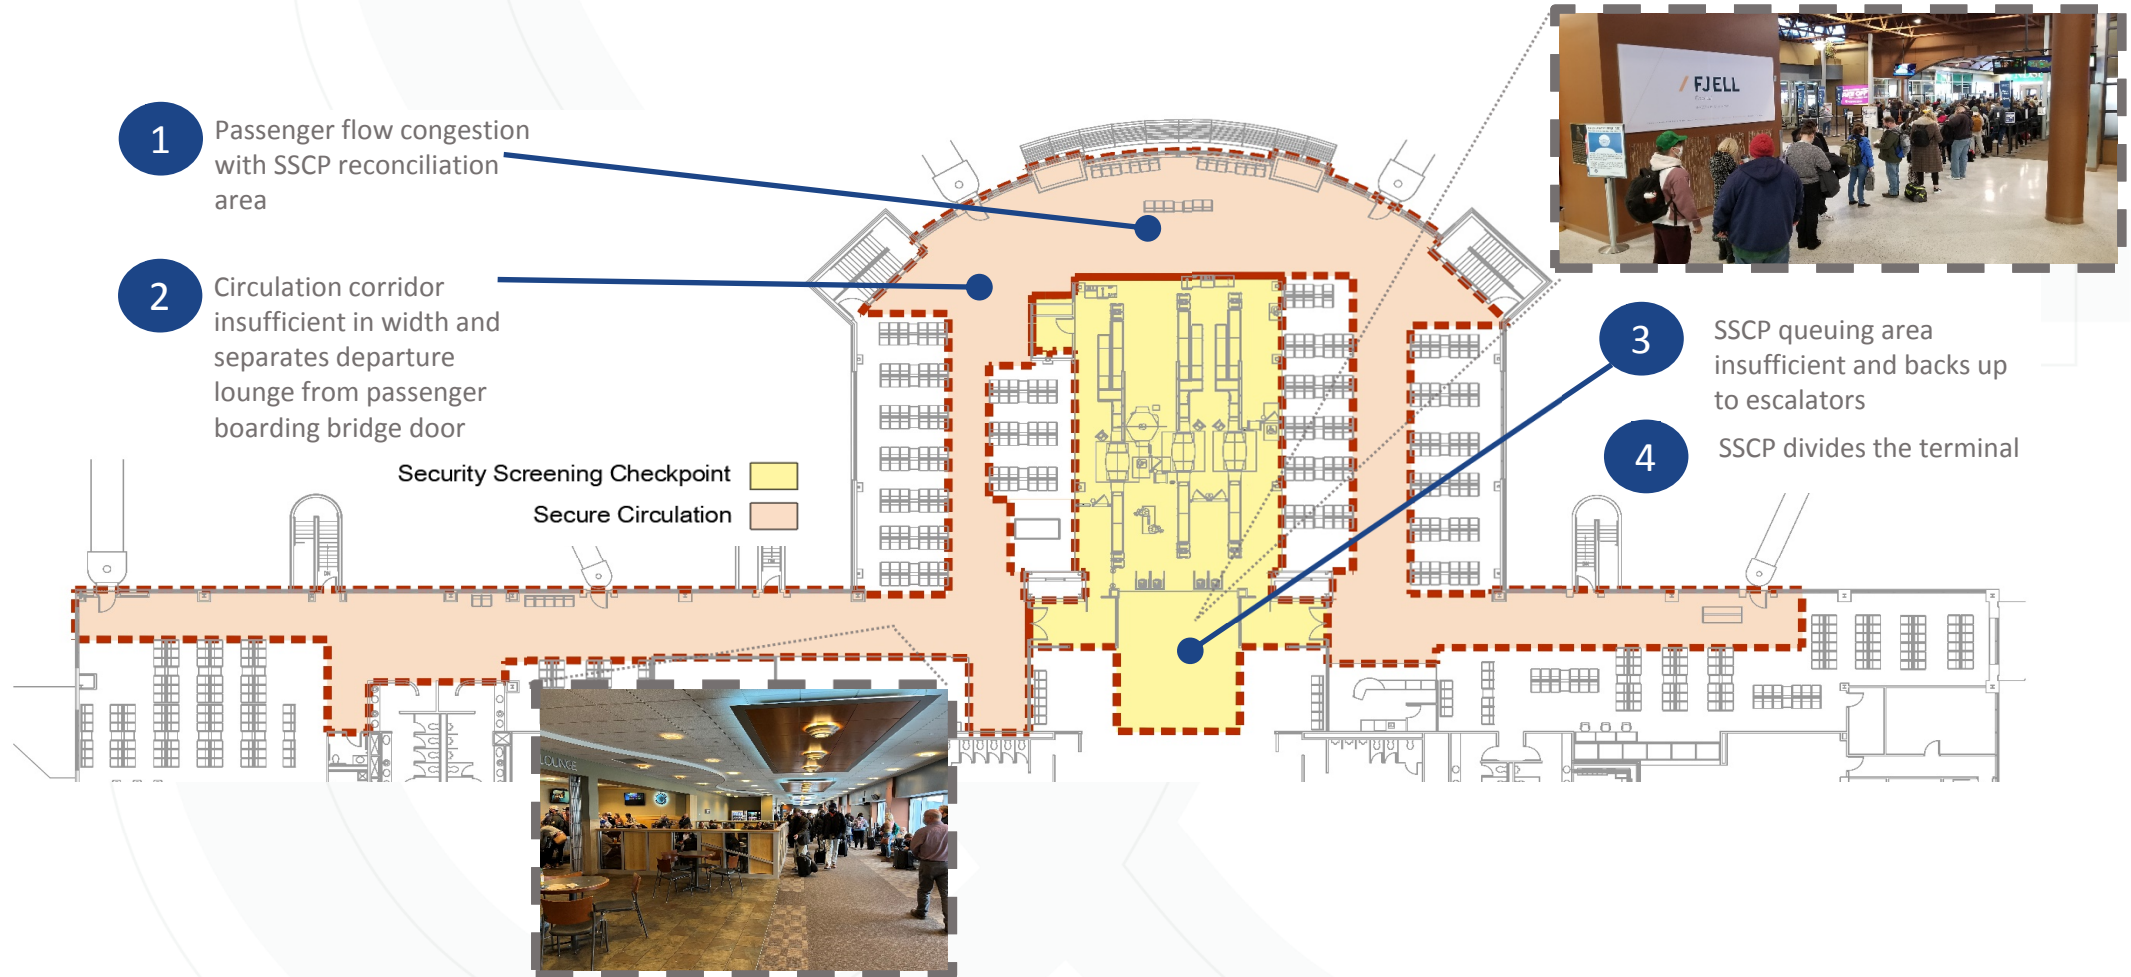 1
Passenger flow congestion
with SSCP reconciliation
area
2
Circulation corridor
insufficient in width and
separates departure
lounge from passenger
boarding bridge door
Security Screening Checkpoint
Secure Circulation
FJELL
3
SSCP queuing area
insufficient and backs up
to escalators
4
SSCP divides the terminal
LOUNGE